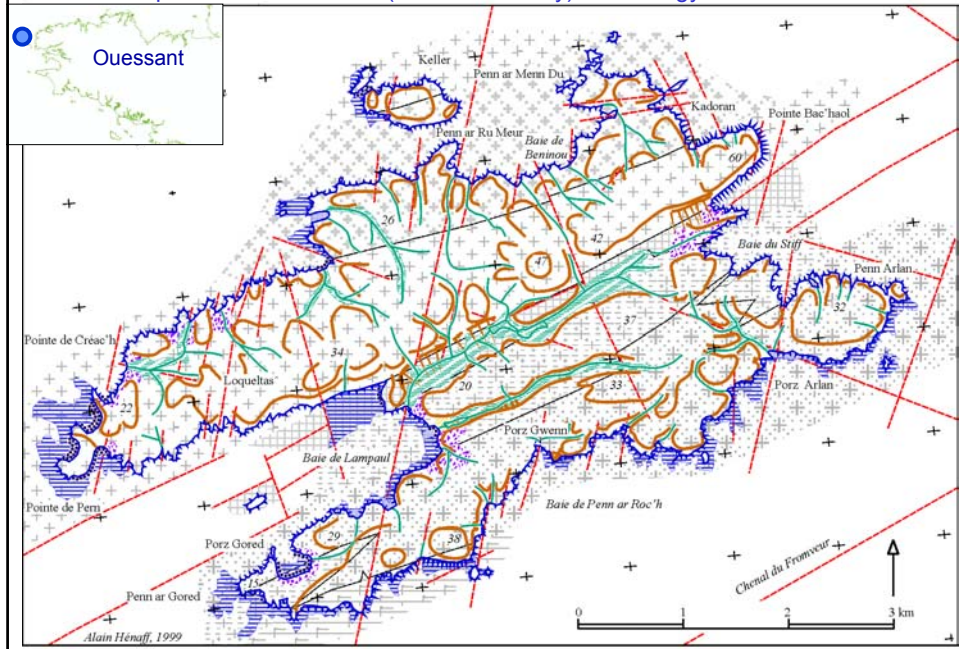 Ouessant
Keller
Penn ar Menn Du
Kadoran
Pointe Bac'haol
Penn ar Ru Meur
Baie de
Beninou
60
26
42
47
Baie du Stiff
Penn Arlan
32
37
Pointe de Créac'h
34
33
Loqueltas
20
22
Porz Arlan
Porz Gwenn
Baie de Lampaul
Pointe de Pern
Baie de Penn ar Roc'h
29
38
Porz Gored
15
Chenal du Fromveur
Penn ar Gored
0 1 2 3 km
Alain Hénaff, 1999